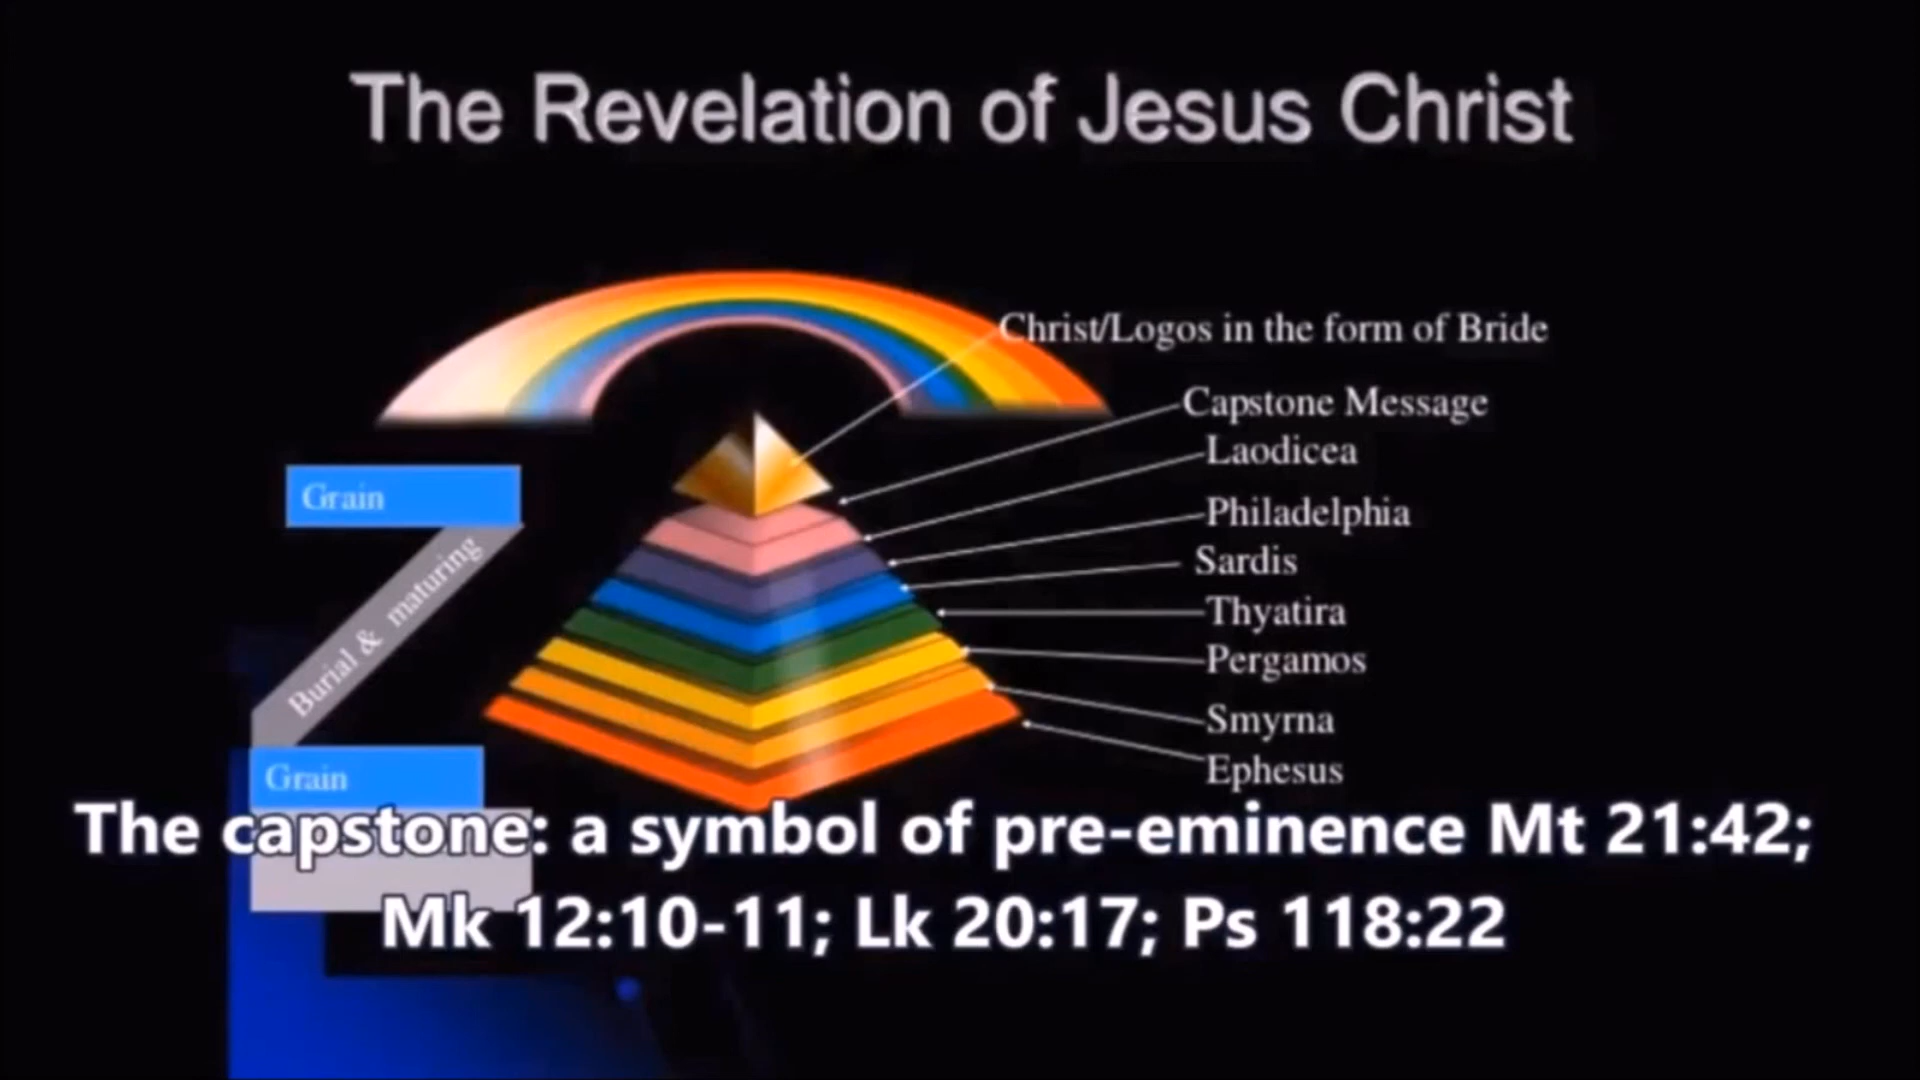 The Revelation of Jesus Christ
Christ/Logos in the form of Bride
Capstone Message
Laodicea
Philadelphia
Sardis
Thyatira
Pergamos
Smyrna
Ephesus
Grain
Burial & maturing
Grain
The capstone: a symbol of pre-eminence Mt 21:42;
Mk 12:10-11; Lk 20:17; Ps 118:22